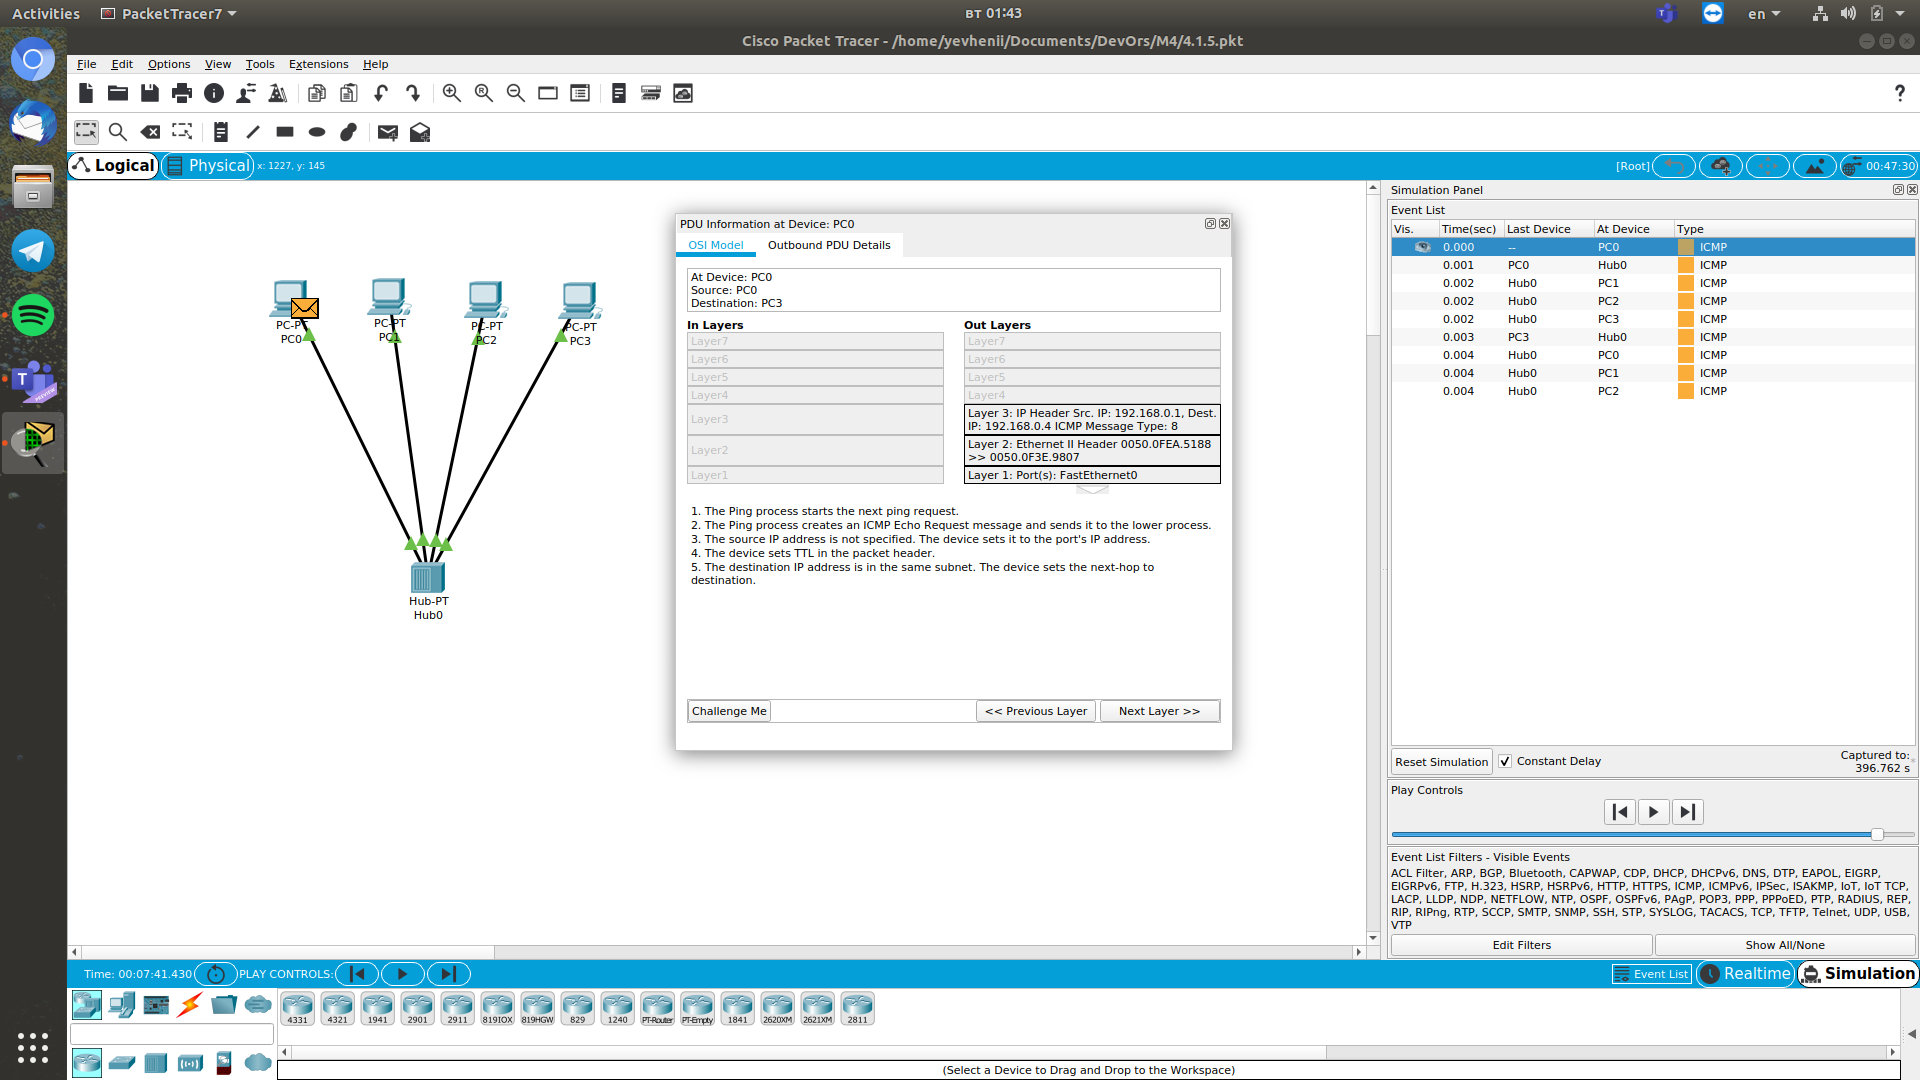 Activities
PacketTracer7
ВТ 01:43
en
Cisco Packet Tracer - /home/yevhenii/Documents/DevOrs/M4/4.1.5.pkt
File Edit Options View Tools Extensions Help
?
Logical Physical x: 1227, y: 145
[Root] 00:47:30
PC-PT
PC0
PC-PT
PC1
PC-PT
PC2
PC-PT
PC3
Hub-PT
Hub0
PDU Information at Device: PC0
OSI Model Outbound PDU Details
At Device: PC0
Source: PC0
Destination: PC3
In Layers
Layer7
Layer6
Layer5
Layer4
Layer3
Layer2
Layer1
Out Layers
Layer7
Layer6
Layer5
Layer4
Layer 3: IP Header Src. IP: 192.168.0.1, Dest.
IP: 192.168.0.4 ICMP Message Type: 8
Layer 2: Ethernet II Header 0050.0FEA.5188
>> 0050.0F3E.9807
Layer 1: Port(s): FastEthernet0
1. The Ping process starts the next ping request.
2. The Ping process creates an ICMP Echo Request message and sends it to the lower process.
3. The source IP address is not specified. The device sets it to the port's IP address.
4. The device sets TTL in the packet header.
5. The destination IP address is in the same subnet. The device sets the next-hop to
destination.
Challenge Me << Previous Layer Next Layer >>
Simulation Panel
Event List
Vis. Time(sec) Last Device At Device Type
0.000 -- PC0 ICMP
0.001 PC0 Hub0 ICMP
0.002 Hub0 PC1 ICMP
0.002 Hub0 PC2 ICMP
0.002 Hub0 PC3 ICMP
0.003 PC3 Hub0 ICMP
0.004 Hub0 PC0 ICMP
0.004 Hub0 PC1 ICMP
0.004 Hub0 PC2 ICMP
Reset Simulation Constant Delay
Captured to:
396.762 s
Play Controls
Event List Filters - Visible Events
ACL Filter, ARP, BGP, Bluetooth, CAPWAP, CDP, DHCP, DHCPv6, DNS, DTP, EAPOL, EIGRP,
EIGRPv6, FTP, H.323, HSRP, HSRPv6, HTTP, HTTPS, ICMP, ICMPv6, IPSec, ISAKMP, IoT, IoT TCP,
LACP, LLDP, NDP, NETFLOW, NTP, OSPF, OSPFv6, PAgP, POP3, PPP, PPPoED, PTP, RADIUS, REP,
RIP, RIPng, RTP, SCCP, SMTP, SNMP, SSH, STP, SYSLOG, TACACS, TCP, TFTP, Telnet, UDP, USB,
VTP
Edit Filters Show All/None
Time: 00:07:41.430 PLAY CONTROLS:
Event List Realtime Simulation
4331 4321 1941 2901 2911 819IOX 819HGW 829 1240 PT-Router PT-Empty 1841 2620XM 2621XM 2811
(Select a Device to Drag and Drop to the Workspace)